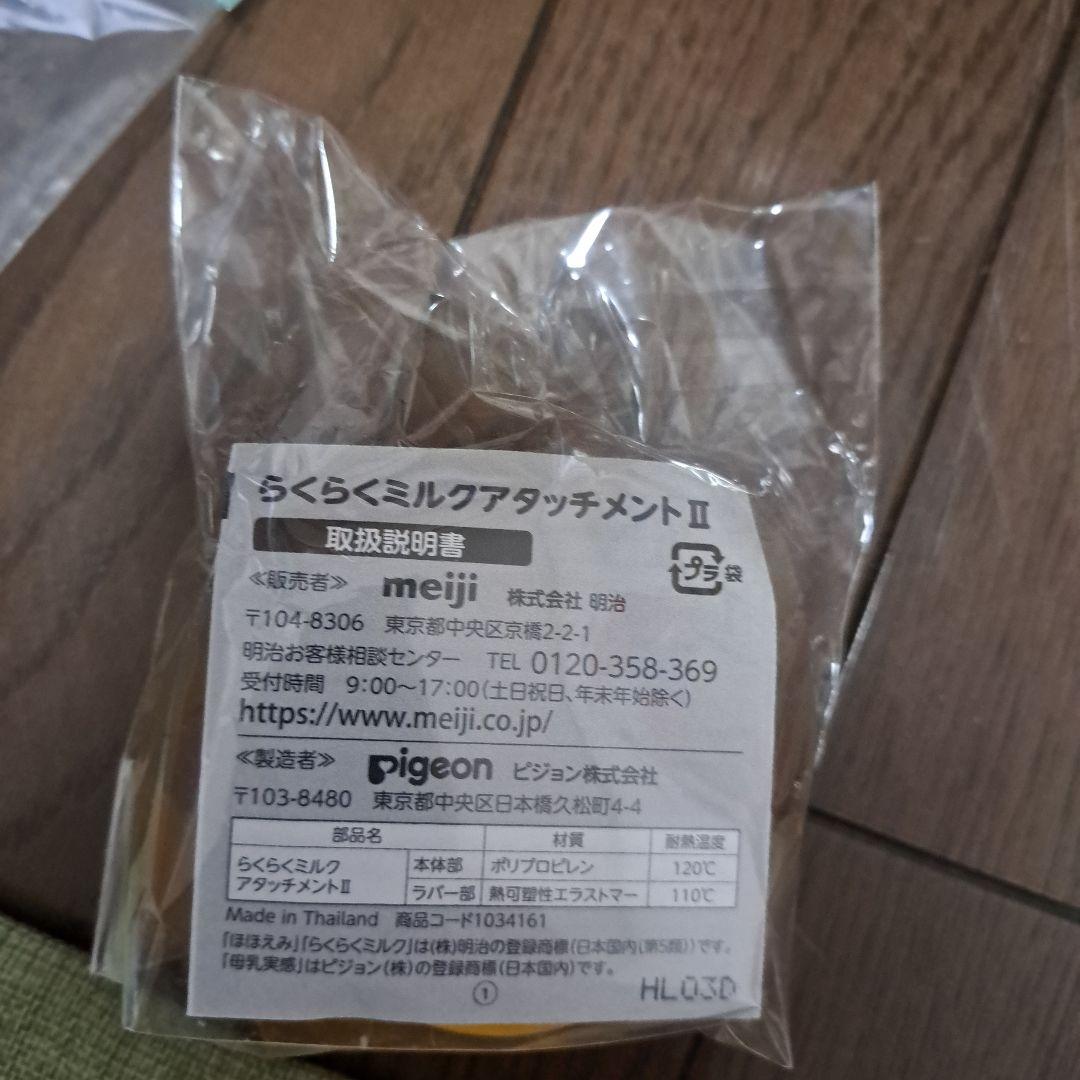 らくらくミルクアタッチメントⅡ
取扱説明書
プラ 袋
≪販売者≫ meiji 株式会社 明治
〒104-8306 東京都中央区京橋2-2-1
明治お客様相談センター TEL 0120-358-369
受付時間 9:00～17:00(土日祝日、年末年始除く)
https://www.meiji.co.jp/
≪製造者≫ pigeon ピジョン株式会社
〒103-8480 東京都中央区日本橋久松町4-4
部品名 材質 耐熱温度
らくらくミルク アタッチメントⅡ 本体部 ポリプロピレン 120℃
ラバー部 熱可塑性エラストマー 110℃
Made in Thailand 商品コード1034161
「ほほえみ」「らくらくミルク」は(株)明治の登録商標(日本国内(第5類))です。
「母乳実感」はピジョン(株)の登録商標(日本国内)です。
① HL03D